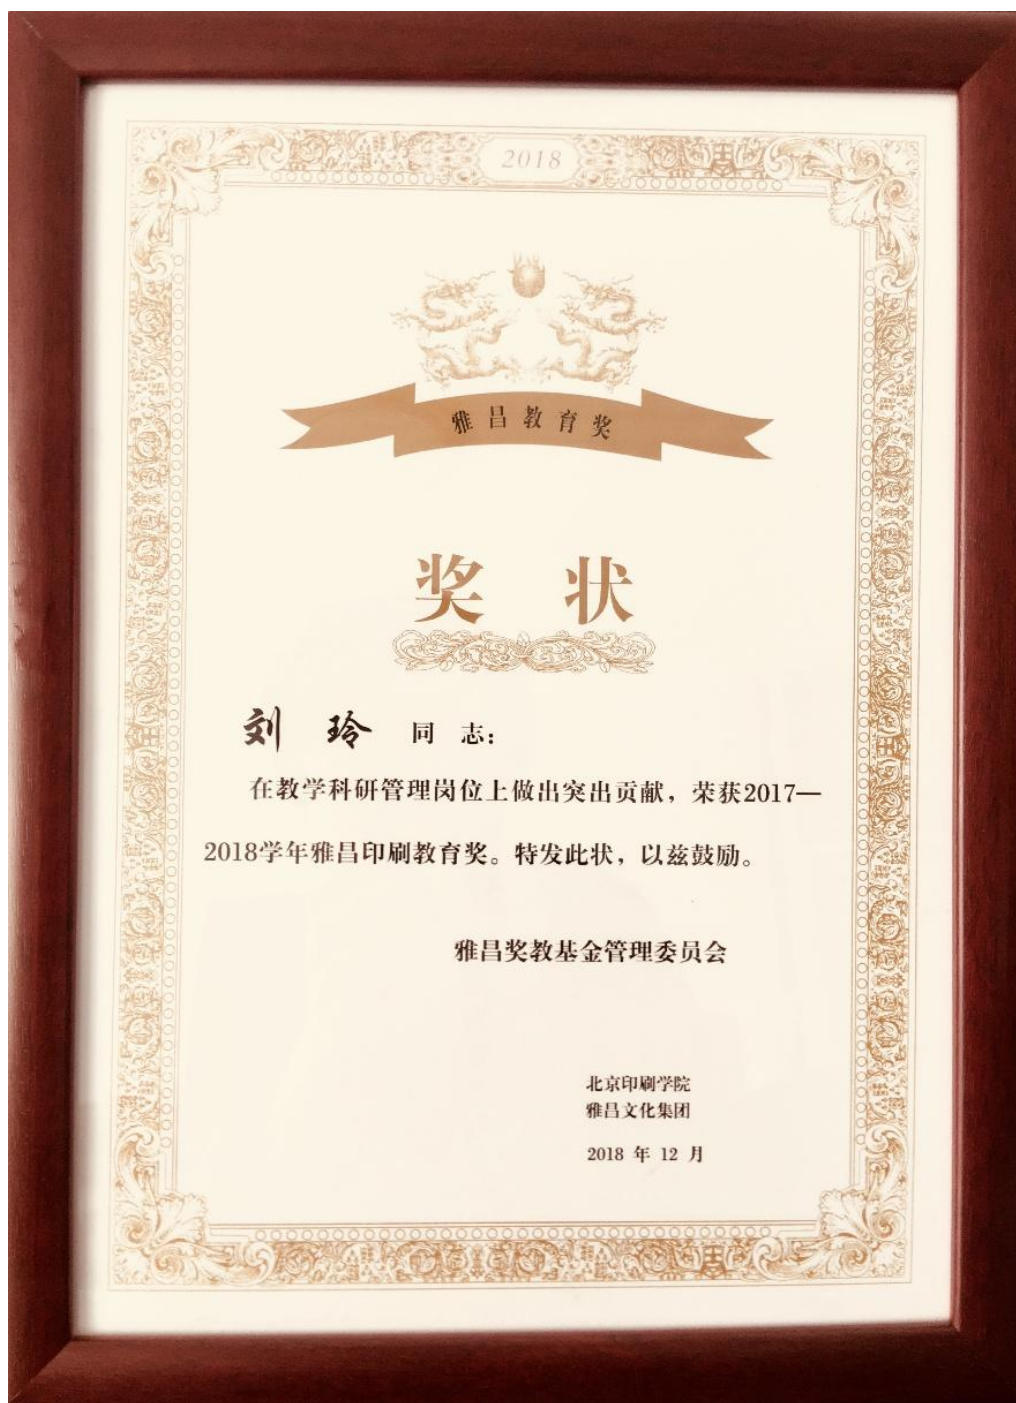 2018
雅昌教育奖
奖 状
刘 玲 同 志:
在教学科研管理岗位上做出突出贡献，荣获2017—
2018学年雅昌印刷教育奖。特发此状，以兹鼓励。
雅昌奖教基金管理委员会
北京印刷学院
雅昌文化集团
2018 年 12 月